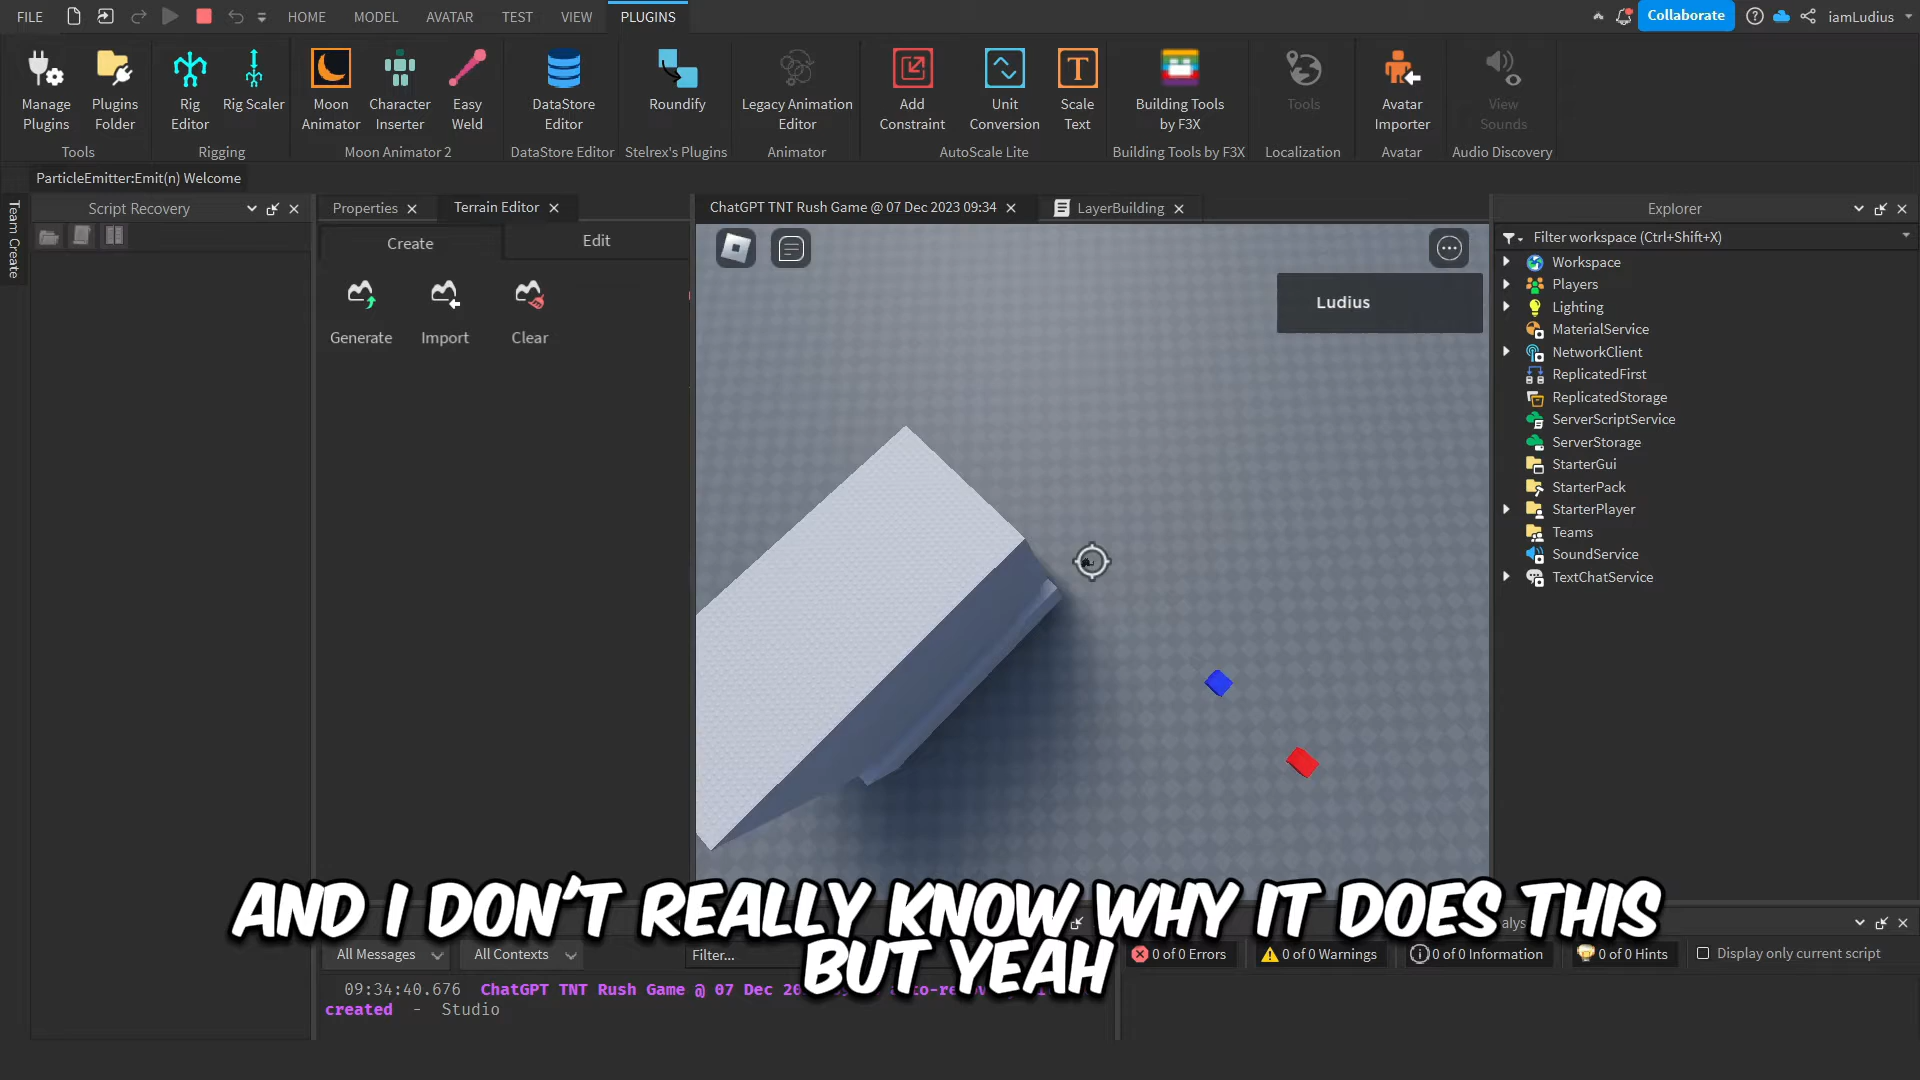 FILE
HOME
MODEL
AVATAR
TEST
VIEW
PLUGINS
Collaborate
iamLudius
Manage Plugins
Plugins Folder
Rig Editor
Rig Scaler
Moon Animator
Character Inserter
Easy Weld
DataStore Editor
Roundify
Legacy Animation Editor
Add Constraint
Unit Conversion
Scale Text
Building Tools by F3X
Tools
Avatar Importer
View Sounds
Tools
Rigging
Moon Animator 2
DataStore Editor
Stelrex's Plugins
Animator
AutoScale Lite
Building Tools by F3X
Localization
Avatar
Audio Discovery
ParticleEmitter:Emit(n) Welcome
Team Create
Script Recovery
Properties
Terrain Editor
Create
Edit
Generate
Import
Clear
ChatGPT TNT Rush Game @ 07 Dec 2023 09:34
LayerBuilding
Ludius
Explorer
Filter workspace (Ctrl+Shift+X)
Workspace
Players
Lighting
MaterialService
NetworkClient
ReplicatedFirst
ReplicatedStorage
ServerScriptService
ServerStorage
StarterGui
StarterPack
StarterPlayer
Teams
SoundService
TextChatService
AND I DON'T REALLY KNOW WHY IT DOES THIS
BUT YEAH
All Messages
All Contexts
Filter...
0 of 0 Errors
0 of 0 Warnings
0 of 0 Information
0 of 0 Hints
Display only current script
09:34:40.676 ChatGPT TNT Rush Game @ 07 Dec
created - Studio